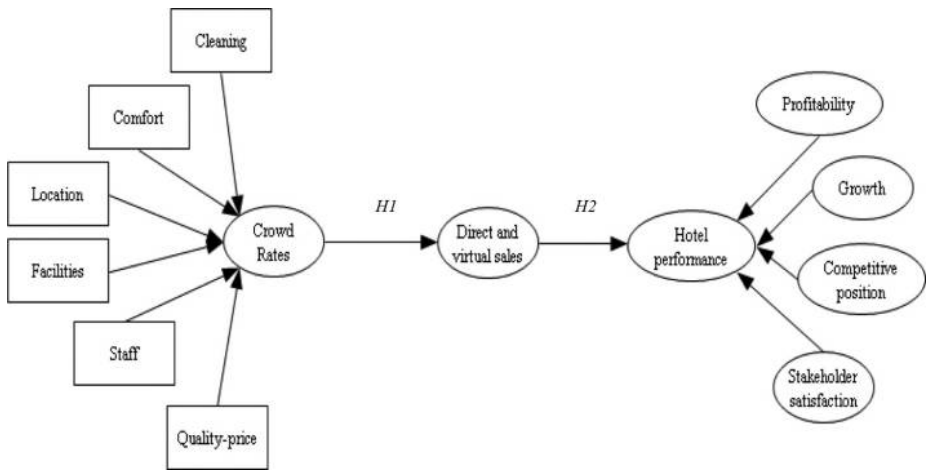 Cleaning
Comfort
Location
Facilities
Staff
Quality-price
Crowd
Rates
H1
Direct and
virtual sales
H2
Hotel
performance
Profitability
Growth
Competitive
position
Stakeholder
satisfaction